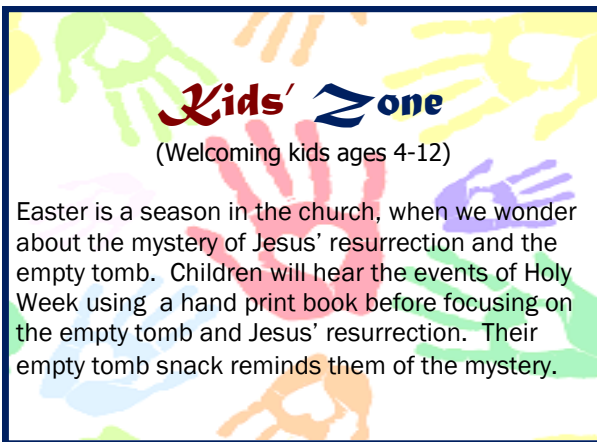 Kids' Zone
(Welcoming kids ages 4-12)
Easter is a season in the church, when we wonder
about the mystery of Jesus' resurrection and the
empty tomb.  Children will hear the events of Holy
Week using  a hand print book before focusing on
the empty tomb and Jesus' resurrection.  Their
empty tomb snack reminds them of the mystery.